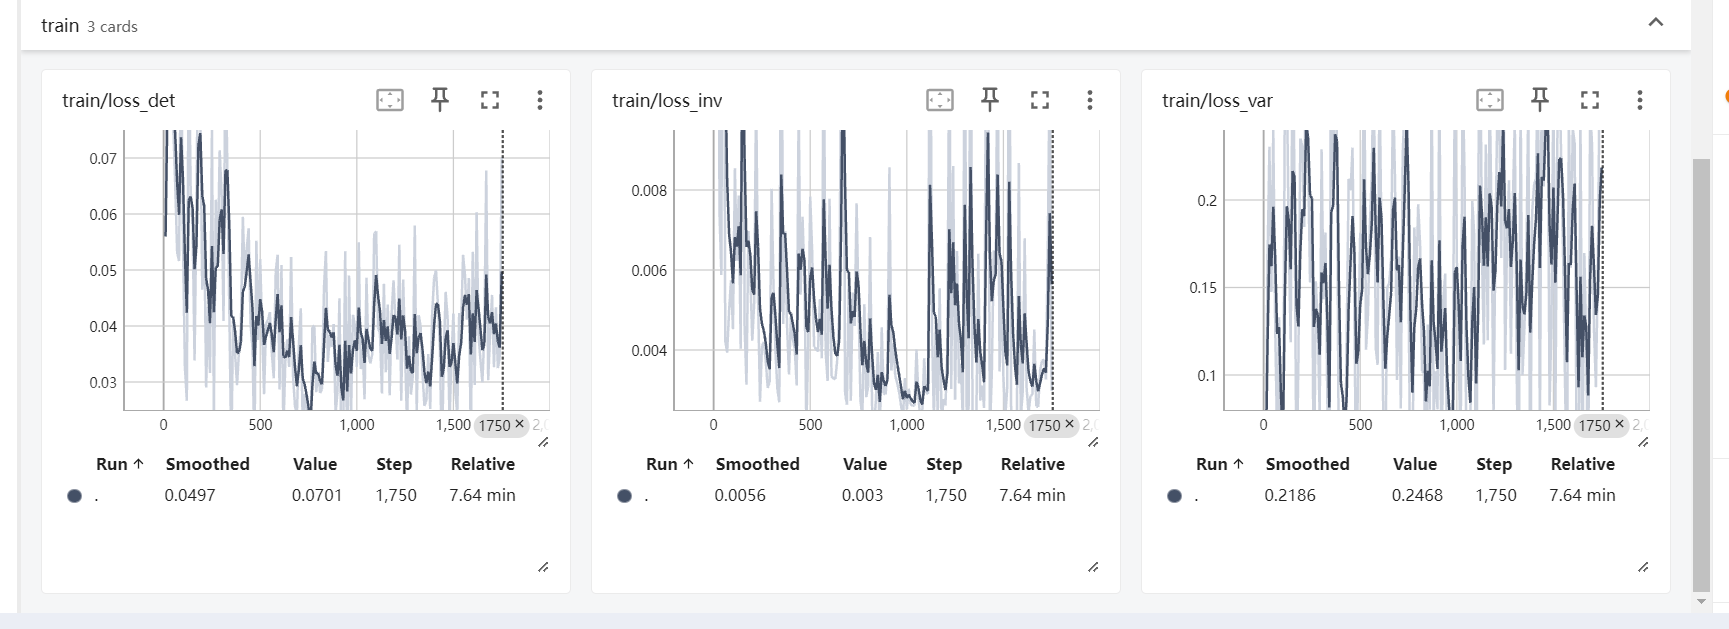 train 3 cards
train/loss_det
0.07
0.06
0.05
0.04
0.03
0 500 1,000 1,500 1750 ×
Run ↑ Smoothed Value Step Relative
. 0.0497 0.0701 1,750 7.64 min
train/loss_inv
0.008
0.006
0.004
0 500 1,000 1,500 1750 ×
Run ↑ Smoothed Value Step Relative
. 0.0056 0.003 1,750 7.64 min
train/loss_var
0.2
0.15
0.1
0 500 1,000 1,500 1750 ×
Run ↑ Smoothed Value Step Relative
. 0.2186 0.2468 1,750 7.64 min